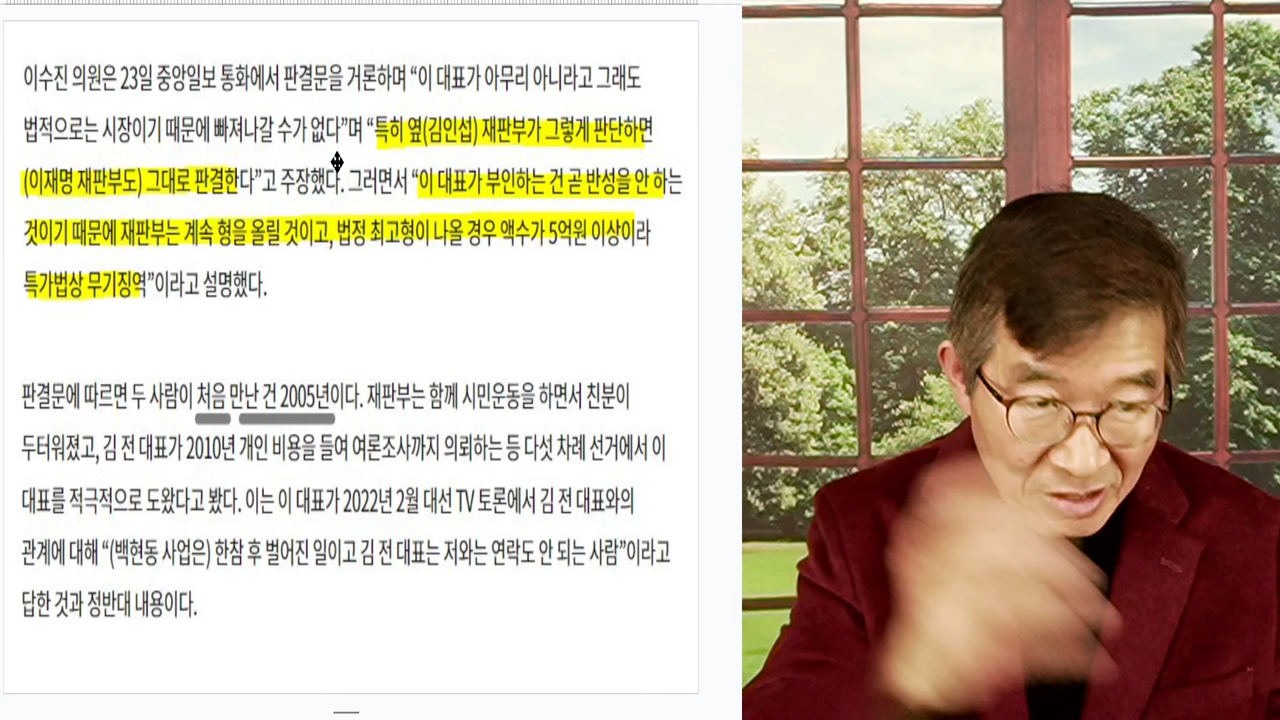 이수진 의원은 23일 중앙일보 통화에서 판결문을 거론하며 “이 대표가 아무리 아니라고 그래도
법적으로는 시장이기 때문에 빠져나갈 수가 없다”며 “특히 옆(김인섭) 재판부가 그렇게 판단하면
(이재명 재판부도) 그대로 판결한다”고 주장했다. 그러면서 “이 대표가 부인하는 건 곧 반성을 안 하는
것이기 때문에 재판부는 계속 형을 올릴 것이고, 법정 최고형이 나올 경우 액수가 5억원 이상이라
특가법상 무기징역”이라고 설명했다.
판결문에 따르면 두 사람이 처음 만난 건 2005년이다. 재판부는 함께 시민운동을 하면서 친분이
두터워졌고, 김 전 대표가 2010년 개인 비용을 들여 여론조사까지 의뢰하는 등 다섯 차례 선거에서 이
대표를 적극적으로 도왔다고 봤다. 이는 이 대표가 2022년 2월 대선 TV 토론에서 김 전 대표와의
관계에 대해 “(백현동 사업은) 한참 후 벌어진 일이고 김 전 대표는 저와는 연락도 안 되는 사람”이라고
답한 것과 정반대 내용이다.